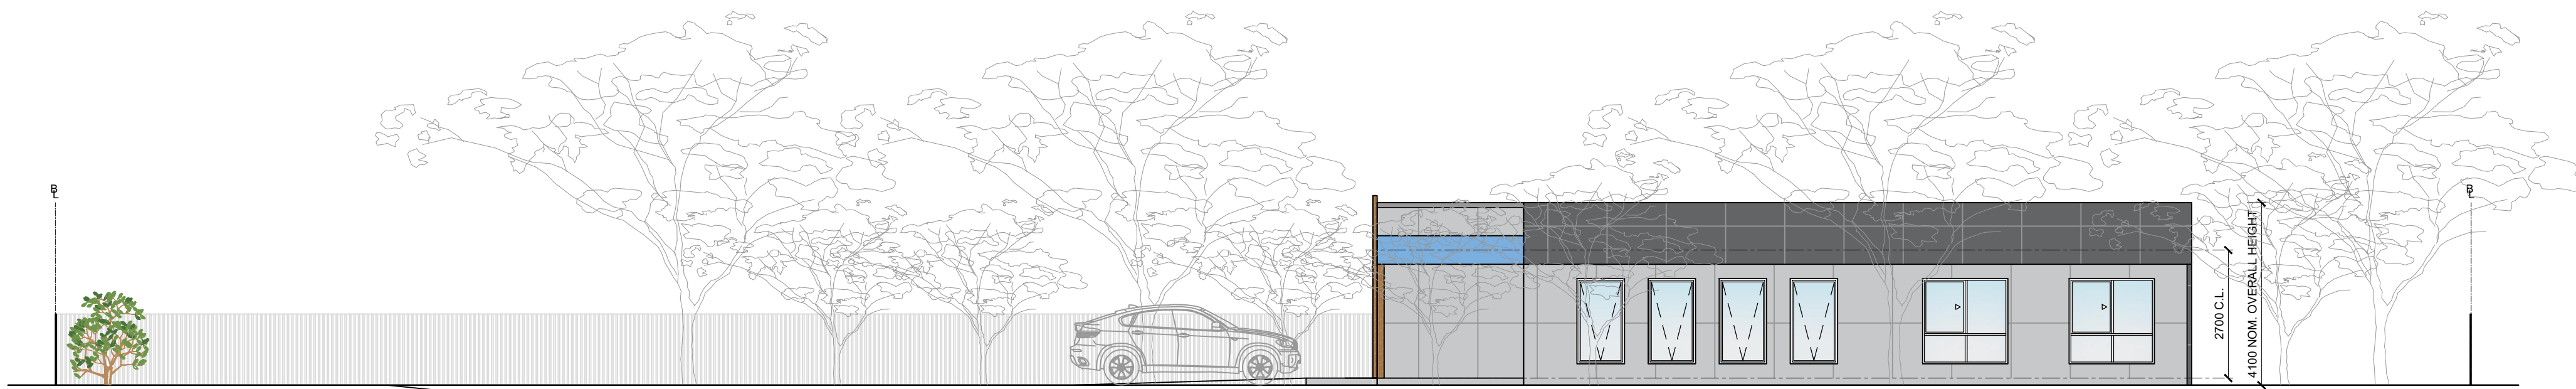 BL
BL
2700 C.L.
4100 NOM. OVERALL HEIGHT